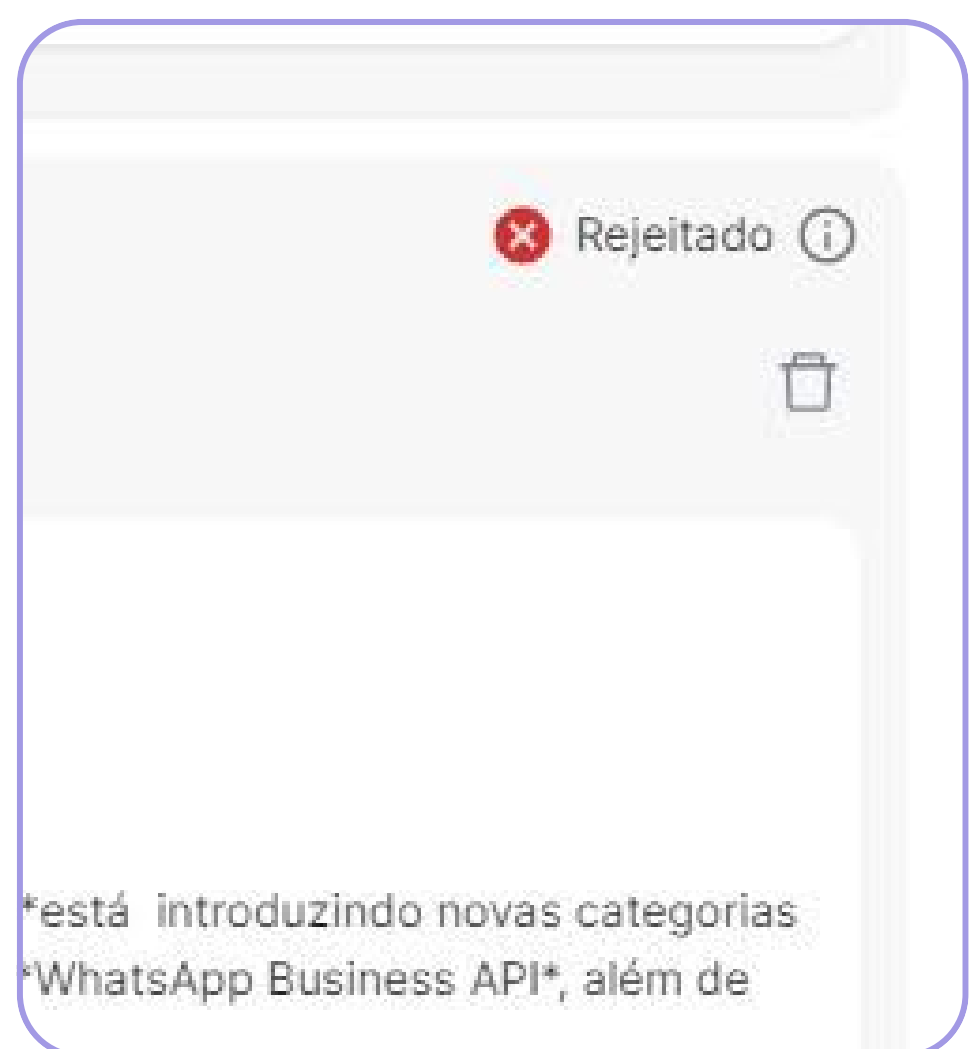 Rejeitado
*está  introduzindo novas categorias
*WhatsApp Business API*, além de